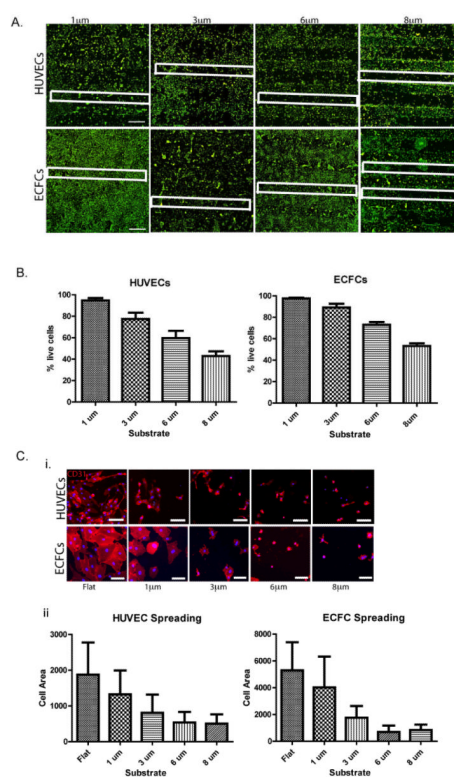 A.
1μm 3μm 6μm 8μm
HUVECs
ECFCs
B.
HUVECs
ECFCs
% live cells
100
80
60
40
20
0
1 um 3 um 6 um 8 um
Substrate
% live cells
100
80
60
40
20
0
1 um 3um 6um 8um
Substrate
C.
i.
CD31
HUVECs
ECFCs
Flat 1μm 3μm 6μm 8μm
ii
HUVEC Spreading
ECFC Spreading
Cell Area
3000
2000
1000
0
Flat 1 um 3 um 6 um 8 um
Substrate
Cell Area
8000
6000
4000
2000
0
Flat 1 um 3 um 6 um 8 um
Substrate